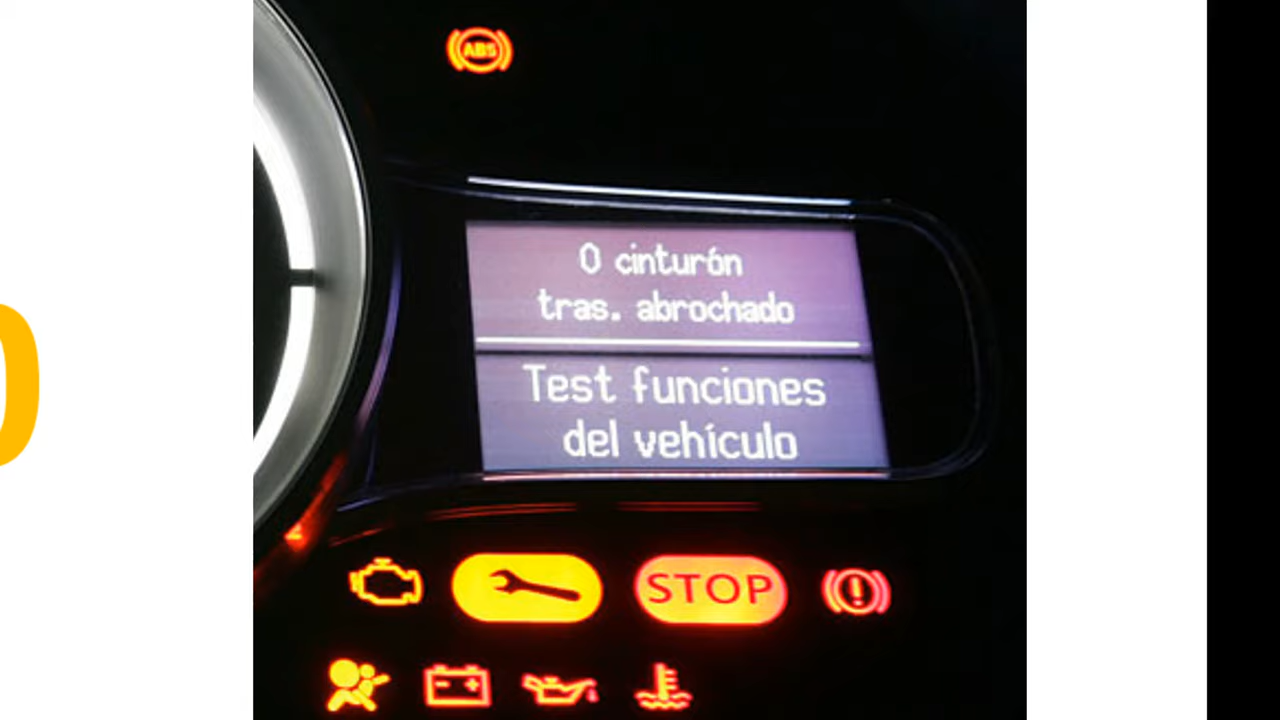 ABS
0 cinturón
tras. abrochado
Test funciones
del vehículo
STOP